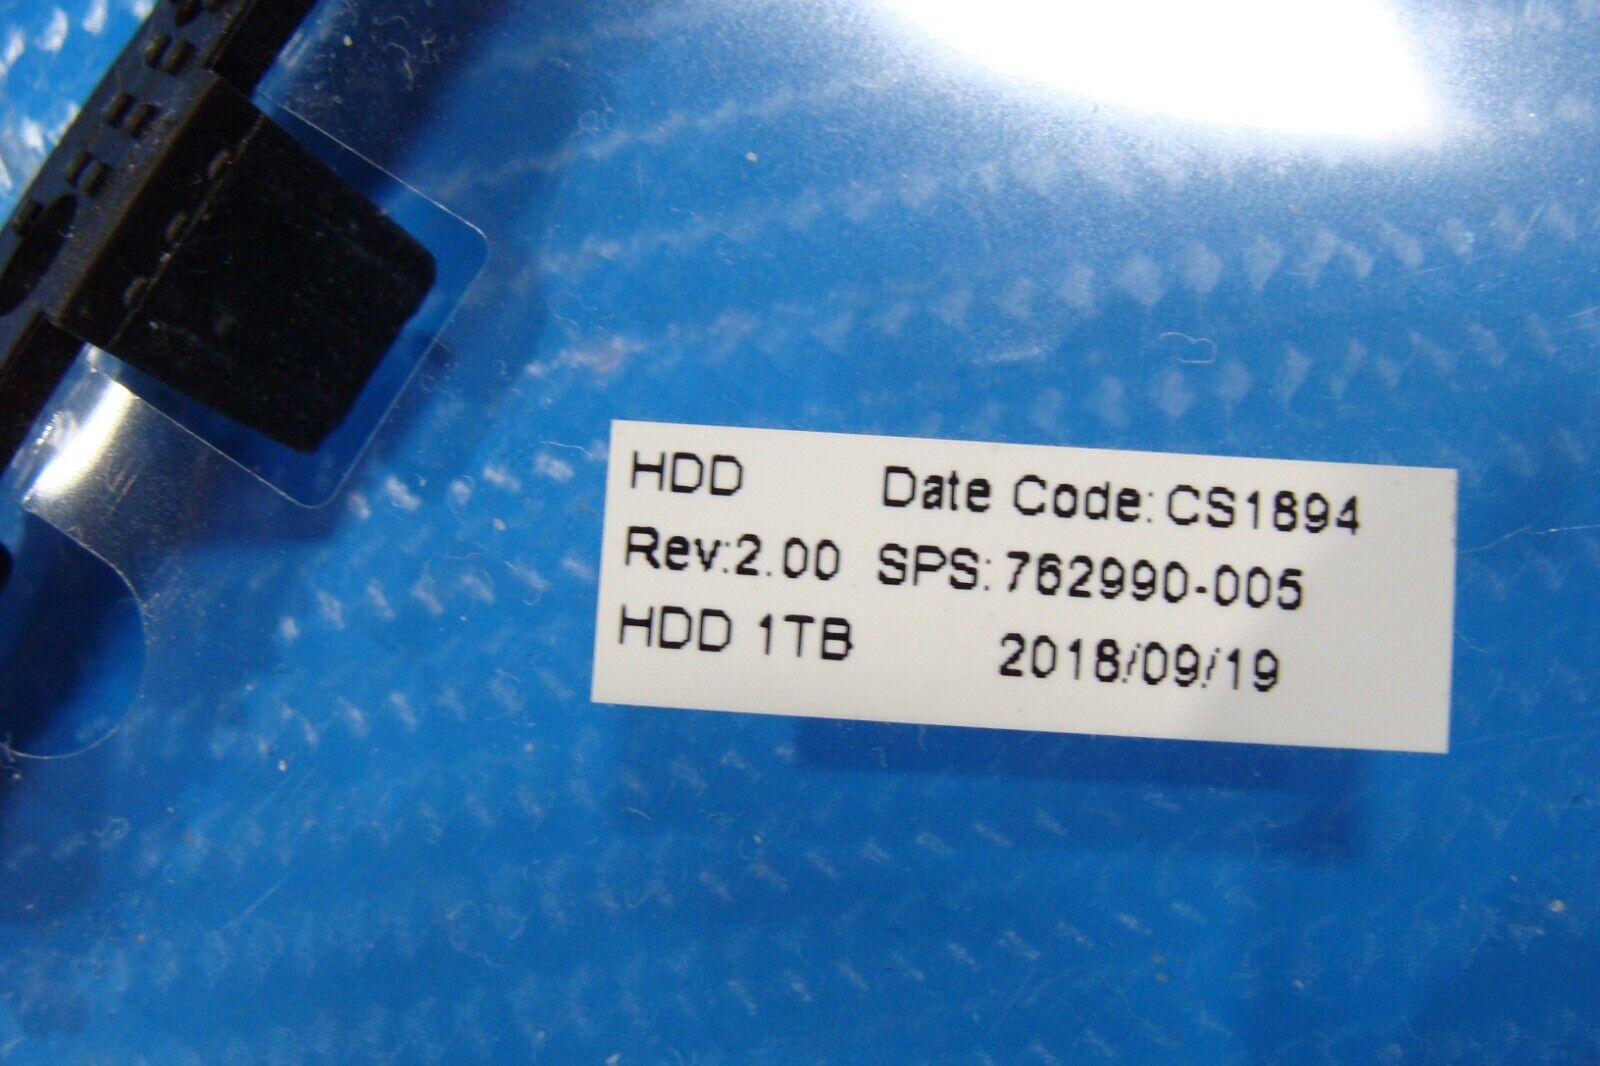 HDD Date Code: CS1894
Rev:2.00 SPS: 762990-005
HDD 1TB 2018/09/19